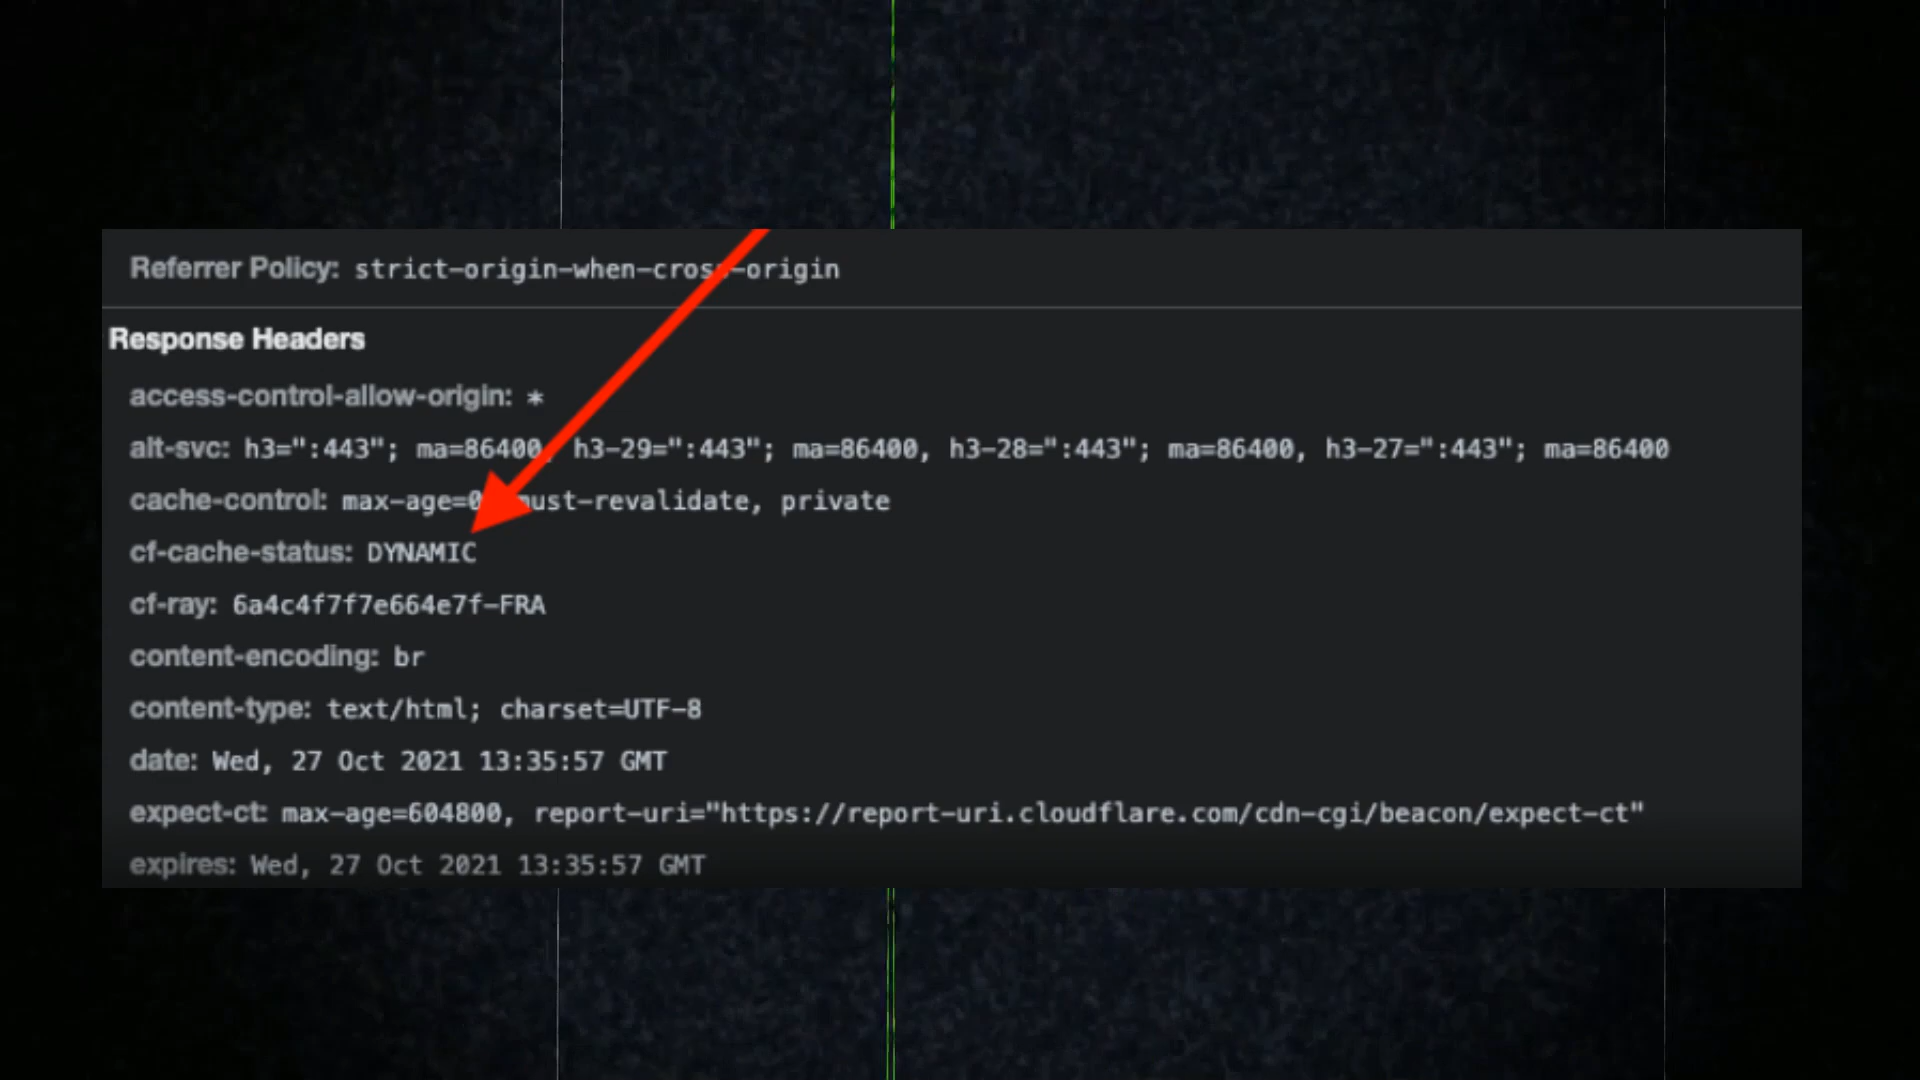 Referrer Policy: strict-origin-when-cross-origin
Response Headers
access-control-allow-origin: *
alt-svc: h3=":443"; ma=86400, h3-29=":443"; ma=86400, h3-28=":443"; ma=86400, h3-27=":443"; ma=86400
cache-control: max-age=0, must-revalidate, private
cf-cache-status: DYNAMIC
cf-ray: 6a4c4f7f7e664e7f-FRA
content-encoding: br
content-type: text/html; charset=UTF-8
date: Wed, 27 Oct 2021 13:35:57 GMT
expect-ct: max-age=604800, report-uri="https://report-uri.cloudflare.com/cdn-cgi/beacon/expect-ct"
expires: Wed, 27 Oct 2021 13:35:57 GMT